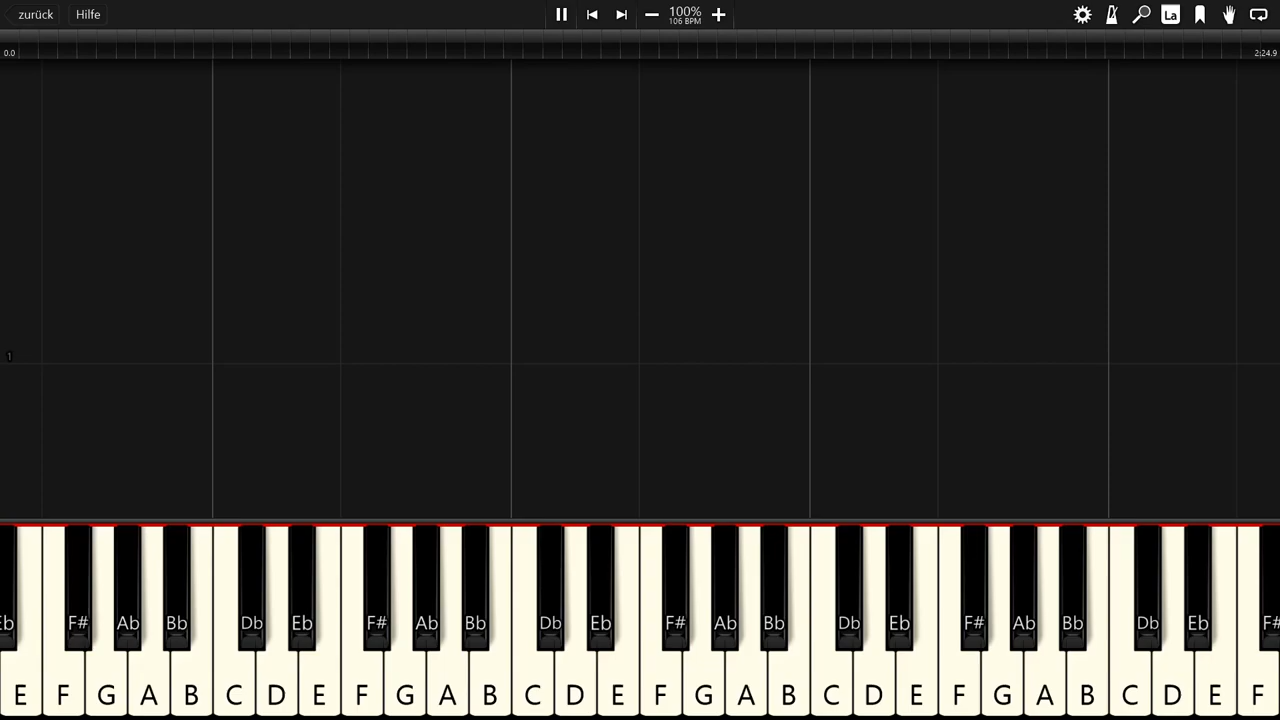 zurück Hilfe 100% La
106 BPM
0.0 2:24.9
1
Eb F# Ab Bb Db Eb F# Ab Bb Db Eb F# Ab Bb Db Eb F# Ab Bb Db Eb F#
E F G A B C D E F G A B C D E F G A B C D E F G A B C D E F